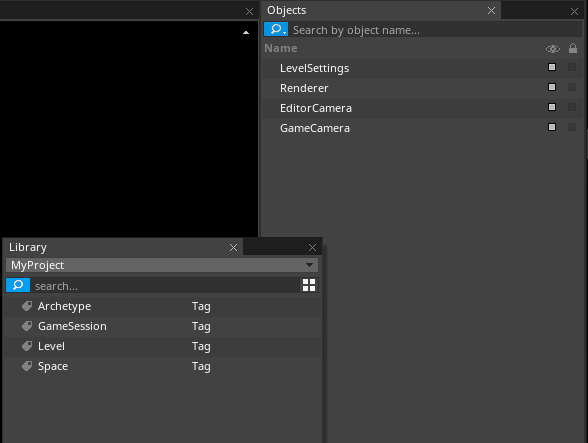 Objects
Search by object name...
Name
LevelSettings
Renderer
EditorCamera
GameCamera
Library
MyProject
search...
Archetype Tag
GameSession Tag
Level Tag
Space Tag